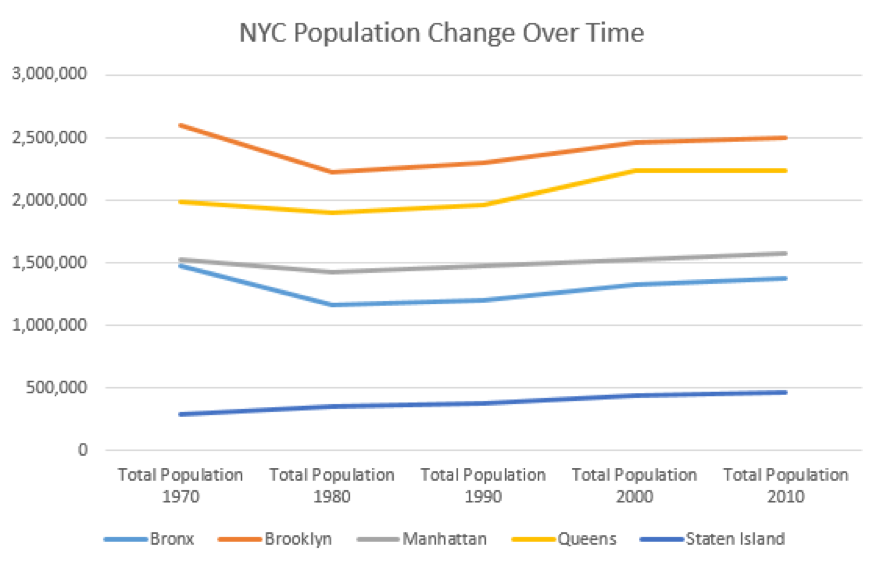 NYC Population Change Over Time
3,000,000
2,500,000
2,000,000
1,500,000
1,000,000
500,000
0
Total Population Total Population Total Population Total Population Total Population
1970 1980 1990 2000 2010
Bronx Brooklyn Manhattan Queens Staten Island